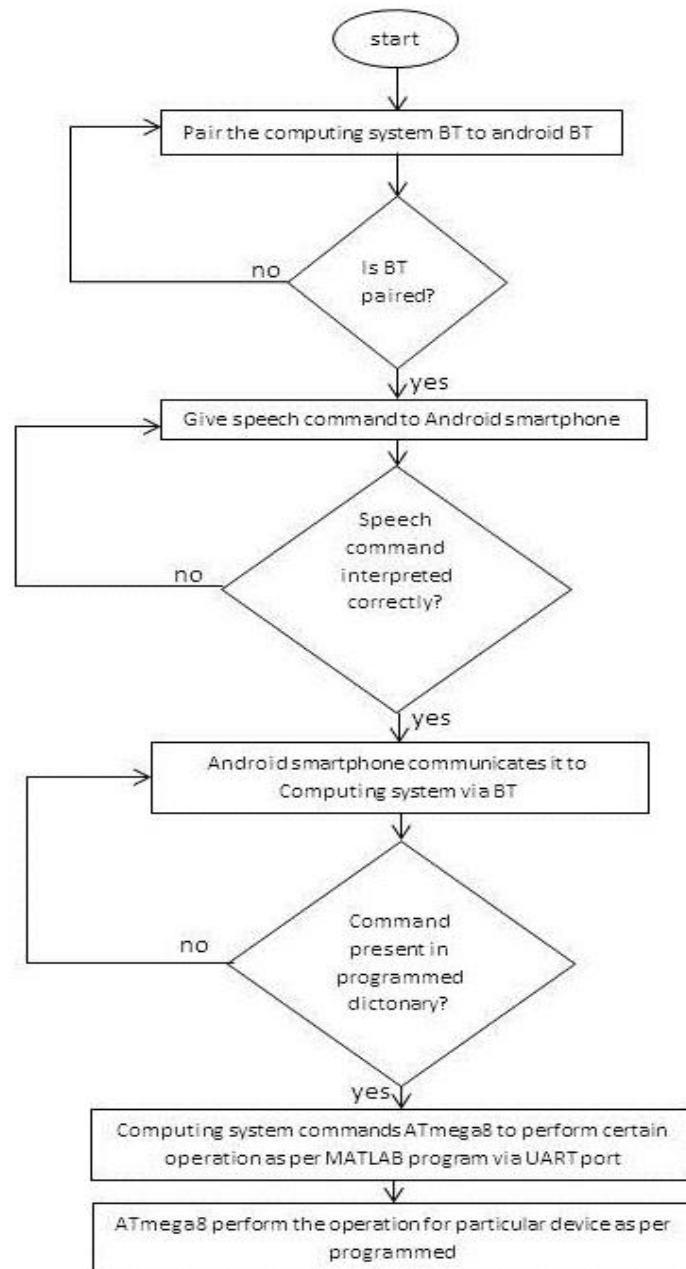 start
Pair the computing system BT to android BT
no
Is BT
paired?
yes
Give speech command to Android smartphone
Speech
command
interpreted
correctly?
no
yes
Android smartphone communicates it to
Computing system via BT
Command
present in
programmed
dictonary?
no
yes
Computing system commands ATmega8 to perform certain
operation as per MATLAB program via UART port
ATmega8 perform the operation for particular device as per
programmed